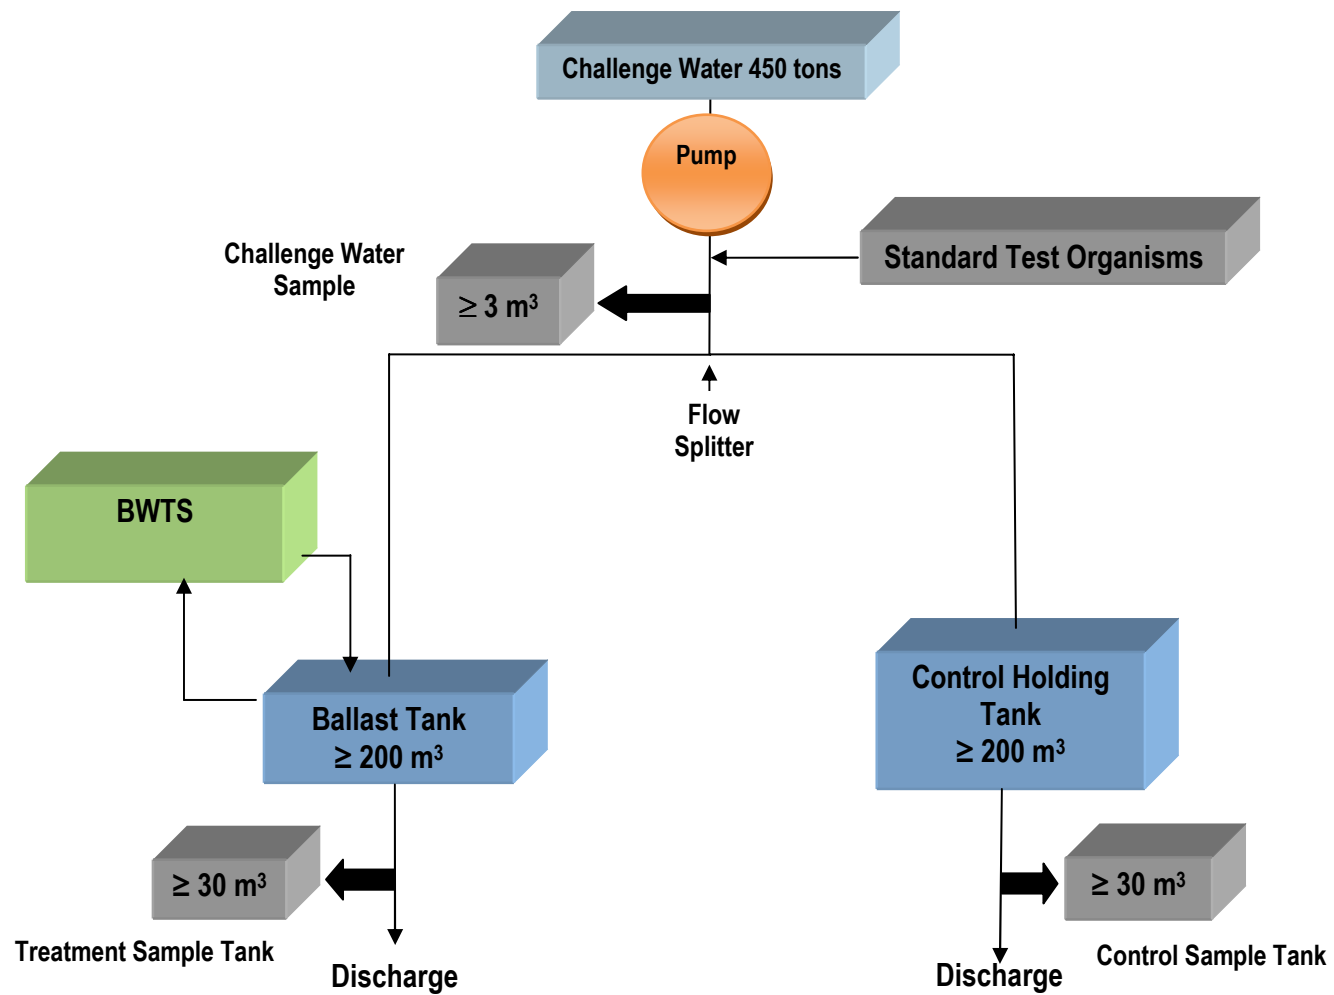 Challenge Water 450 tons
Pump
Standard Test Organisms
Challenge Water
Sample
≥ 3 m³
Flow
Splitter
BWTS
Ballast Tank
≥ 200 m³
Control Holding
Tank
≥ 200 m³
≥ 30 m³
≥ 30 m³
Treatment Sample Tank
Discharge
Discharge
Control Sample Tank